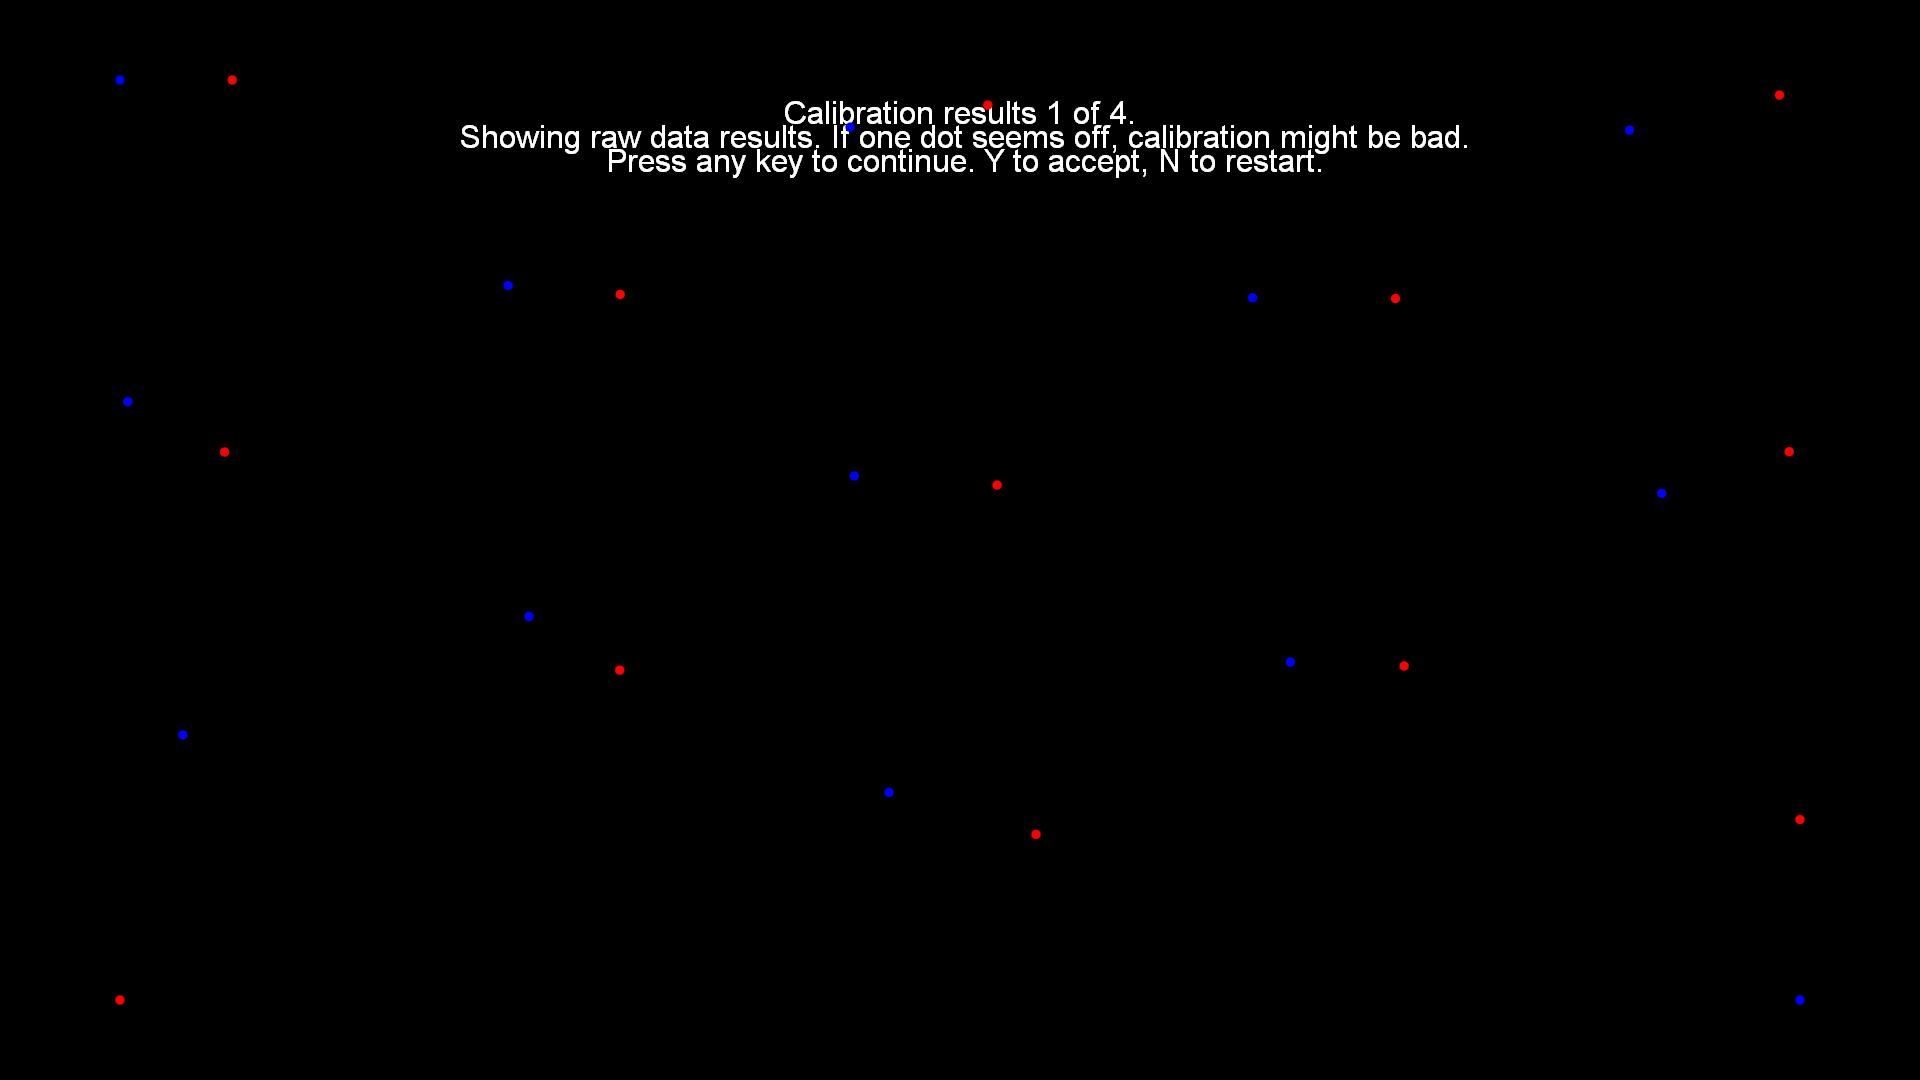 Calibration results 1 of 4.
Showing raw data results. If one dot seems off, calibration might be bad.
Press any key to continue. Y to accept, N to restart.